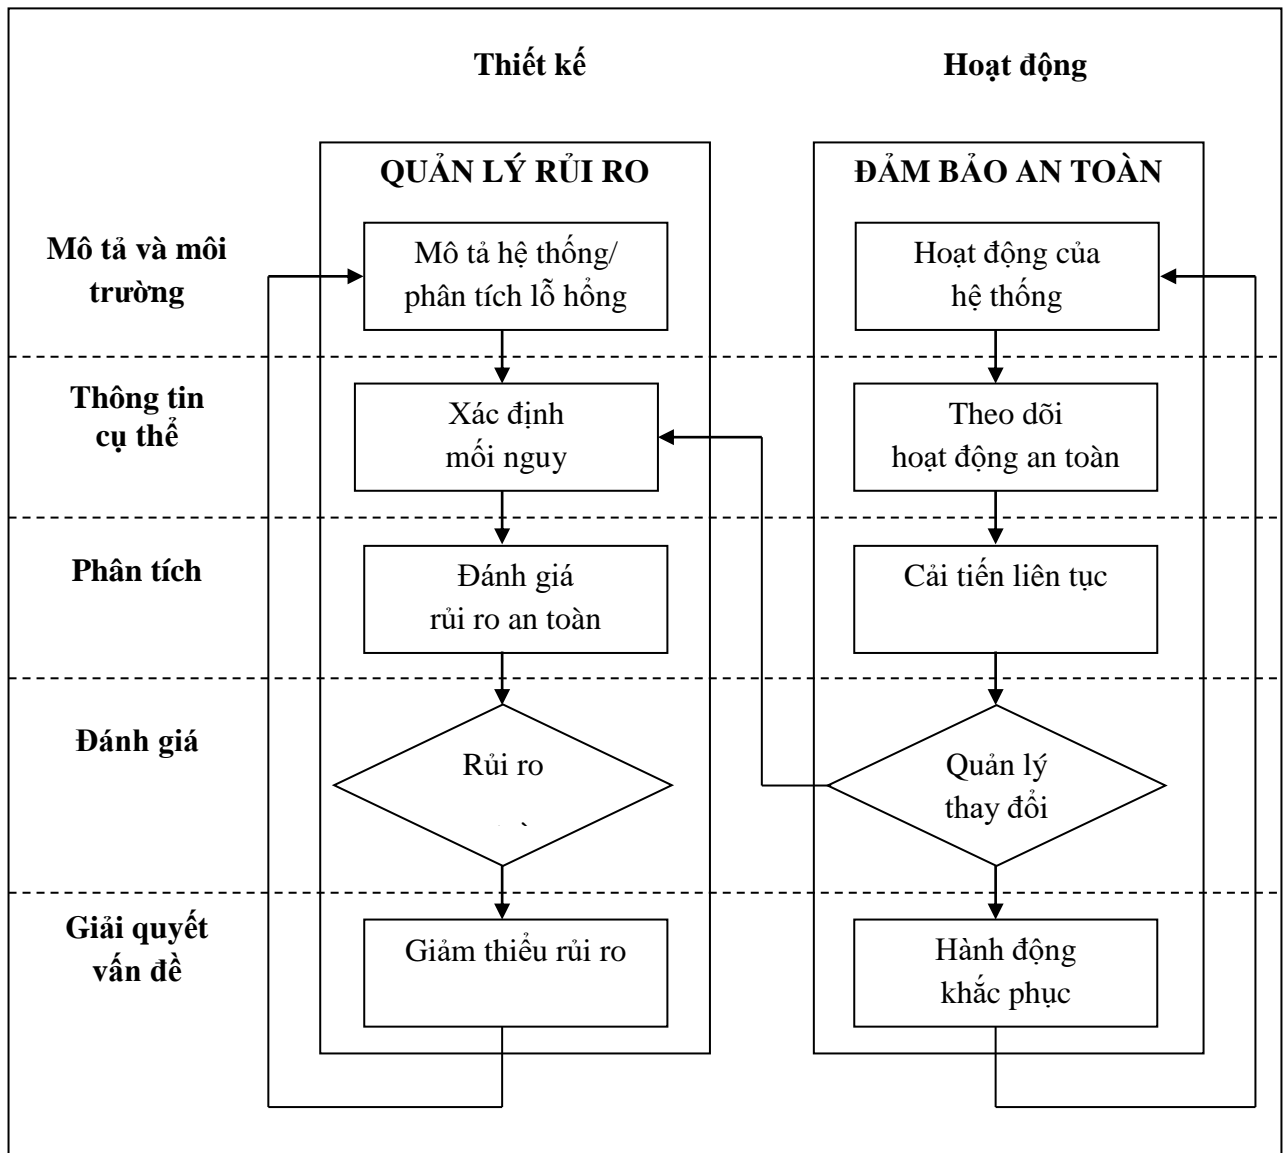 Thiết kế
Hoạt động
QUẢN LÝ RỦI RO
ĐẢM BẢO AN TOÀN
Mô tả và môi
trường
Mô tả hệ thống/
phân tích lỗ hổng
Hoạt động của
hệ thống
Thông tin
cụ thể
Xác định
mối nguy
Theo dõi
hoạt động an toàn
Phân tích
Đánh giá
rủi ro an toàn
Cải tiến liên tục
Đánh giá
Rủi ro
Quản lý
thay đổi
Giải quyết
vấn đề
Giảm thiểu rủi ro
Hành động
khắc phục